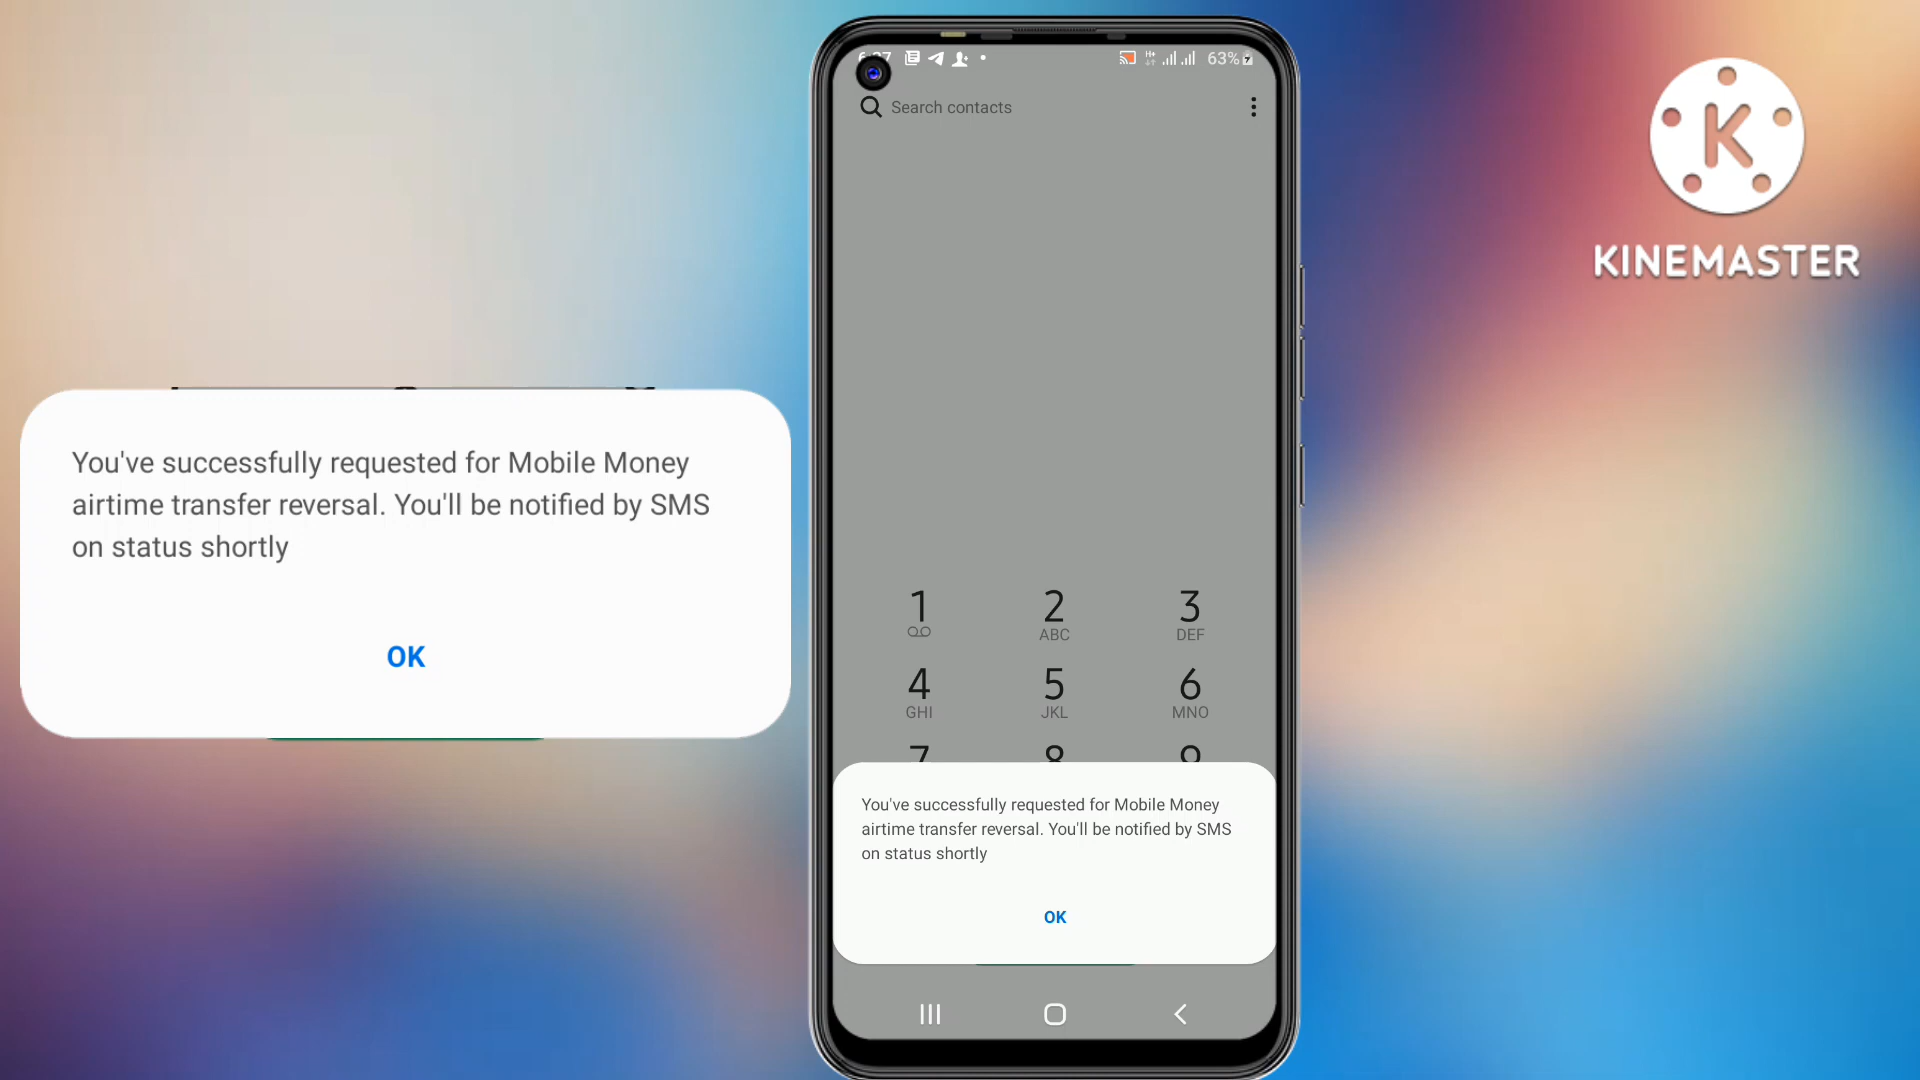 You've successfully requested for Mobile Money
airtime transfer reversal. You'll be notified by SMS
on status shortly
OK
63%
Search contacts
1
2
ABC
3
DEF
4
GHI
5
JKL
6
MNO
7
8
9
You've successfully requested for Mobile Money
airtime transfer reversal. You'll be notified by SMS
on status shortly
OK
K
KINEMASTER